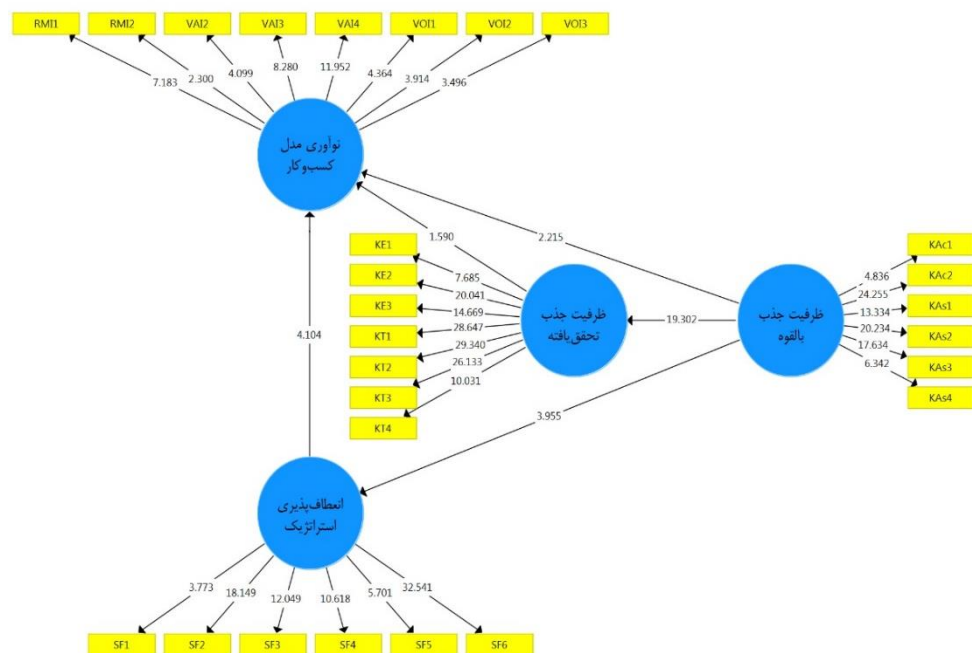 RMI1 RMI2 VAI2 VAI3 VAI4 VOI1 VOI2 VOI3
7.183 2.300 4.099 8.280 11.952 4.364 3.914 3.496
نوآوری مدل
کسب‌وکار
1.590
2.215
KE1
KE2
KE3
KT1
KT2
KT3
KT4
7.685
20.041
14.669
28.647
29.340
26.133
10.031
ظرفیت جذب
تحقق‌یافته
19.302
ظرفیت جذب
بالقوه
4.836
24.255
13.334
20.234
17.634
6.342
KAc1
KAc2
KAs1
KAs2
KAs3
KAs4
4.104
3.955
انعطاف‌پذیری
استراتژیک
3.773 18.149 12.049 10.618 5.701 32.541
SF1 SF2 SF3 SF4 SF5 SF6